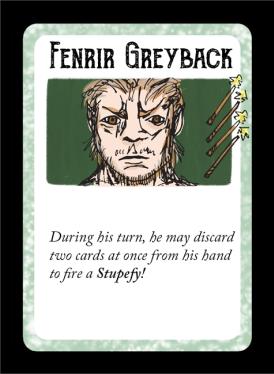 Fenrir Greyback
During his turn, he may discard
two cards at once from his hand
to fire a Stupefy!